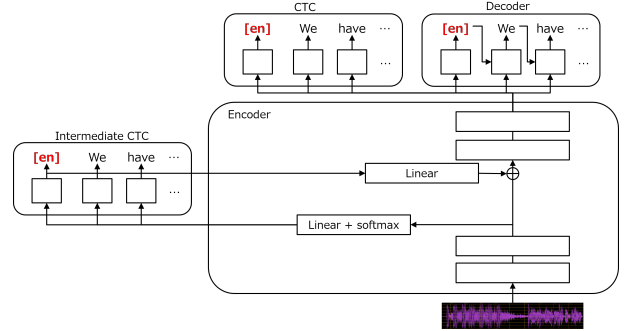 CTC
[en] We have ...
...
Decoder
[en] We have ...
...
Encoder
Intermediate CTC
[en] We have ...
...
Linear
Linear + softmax